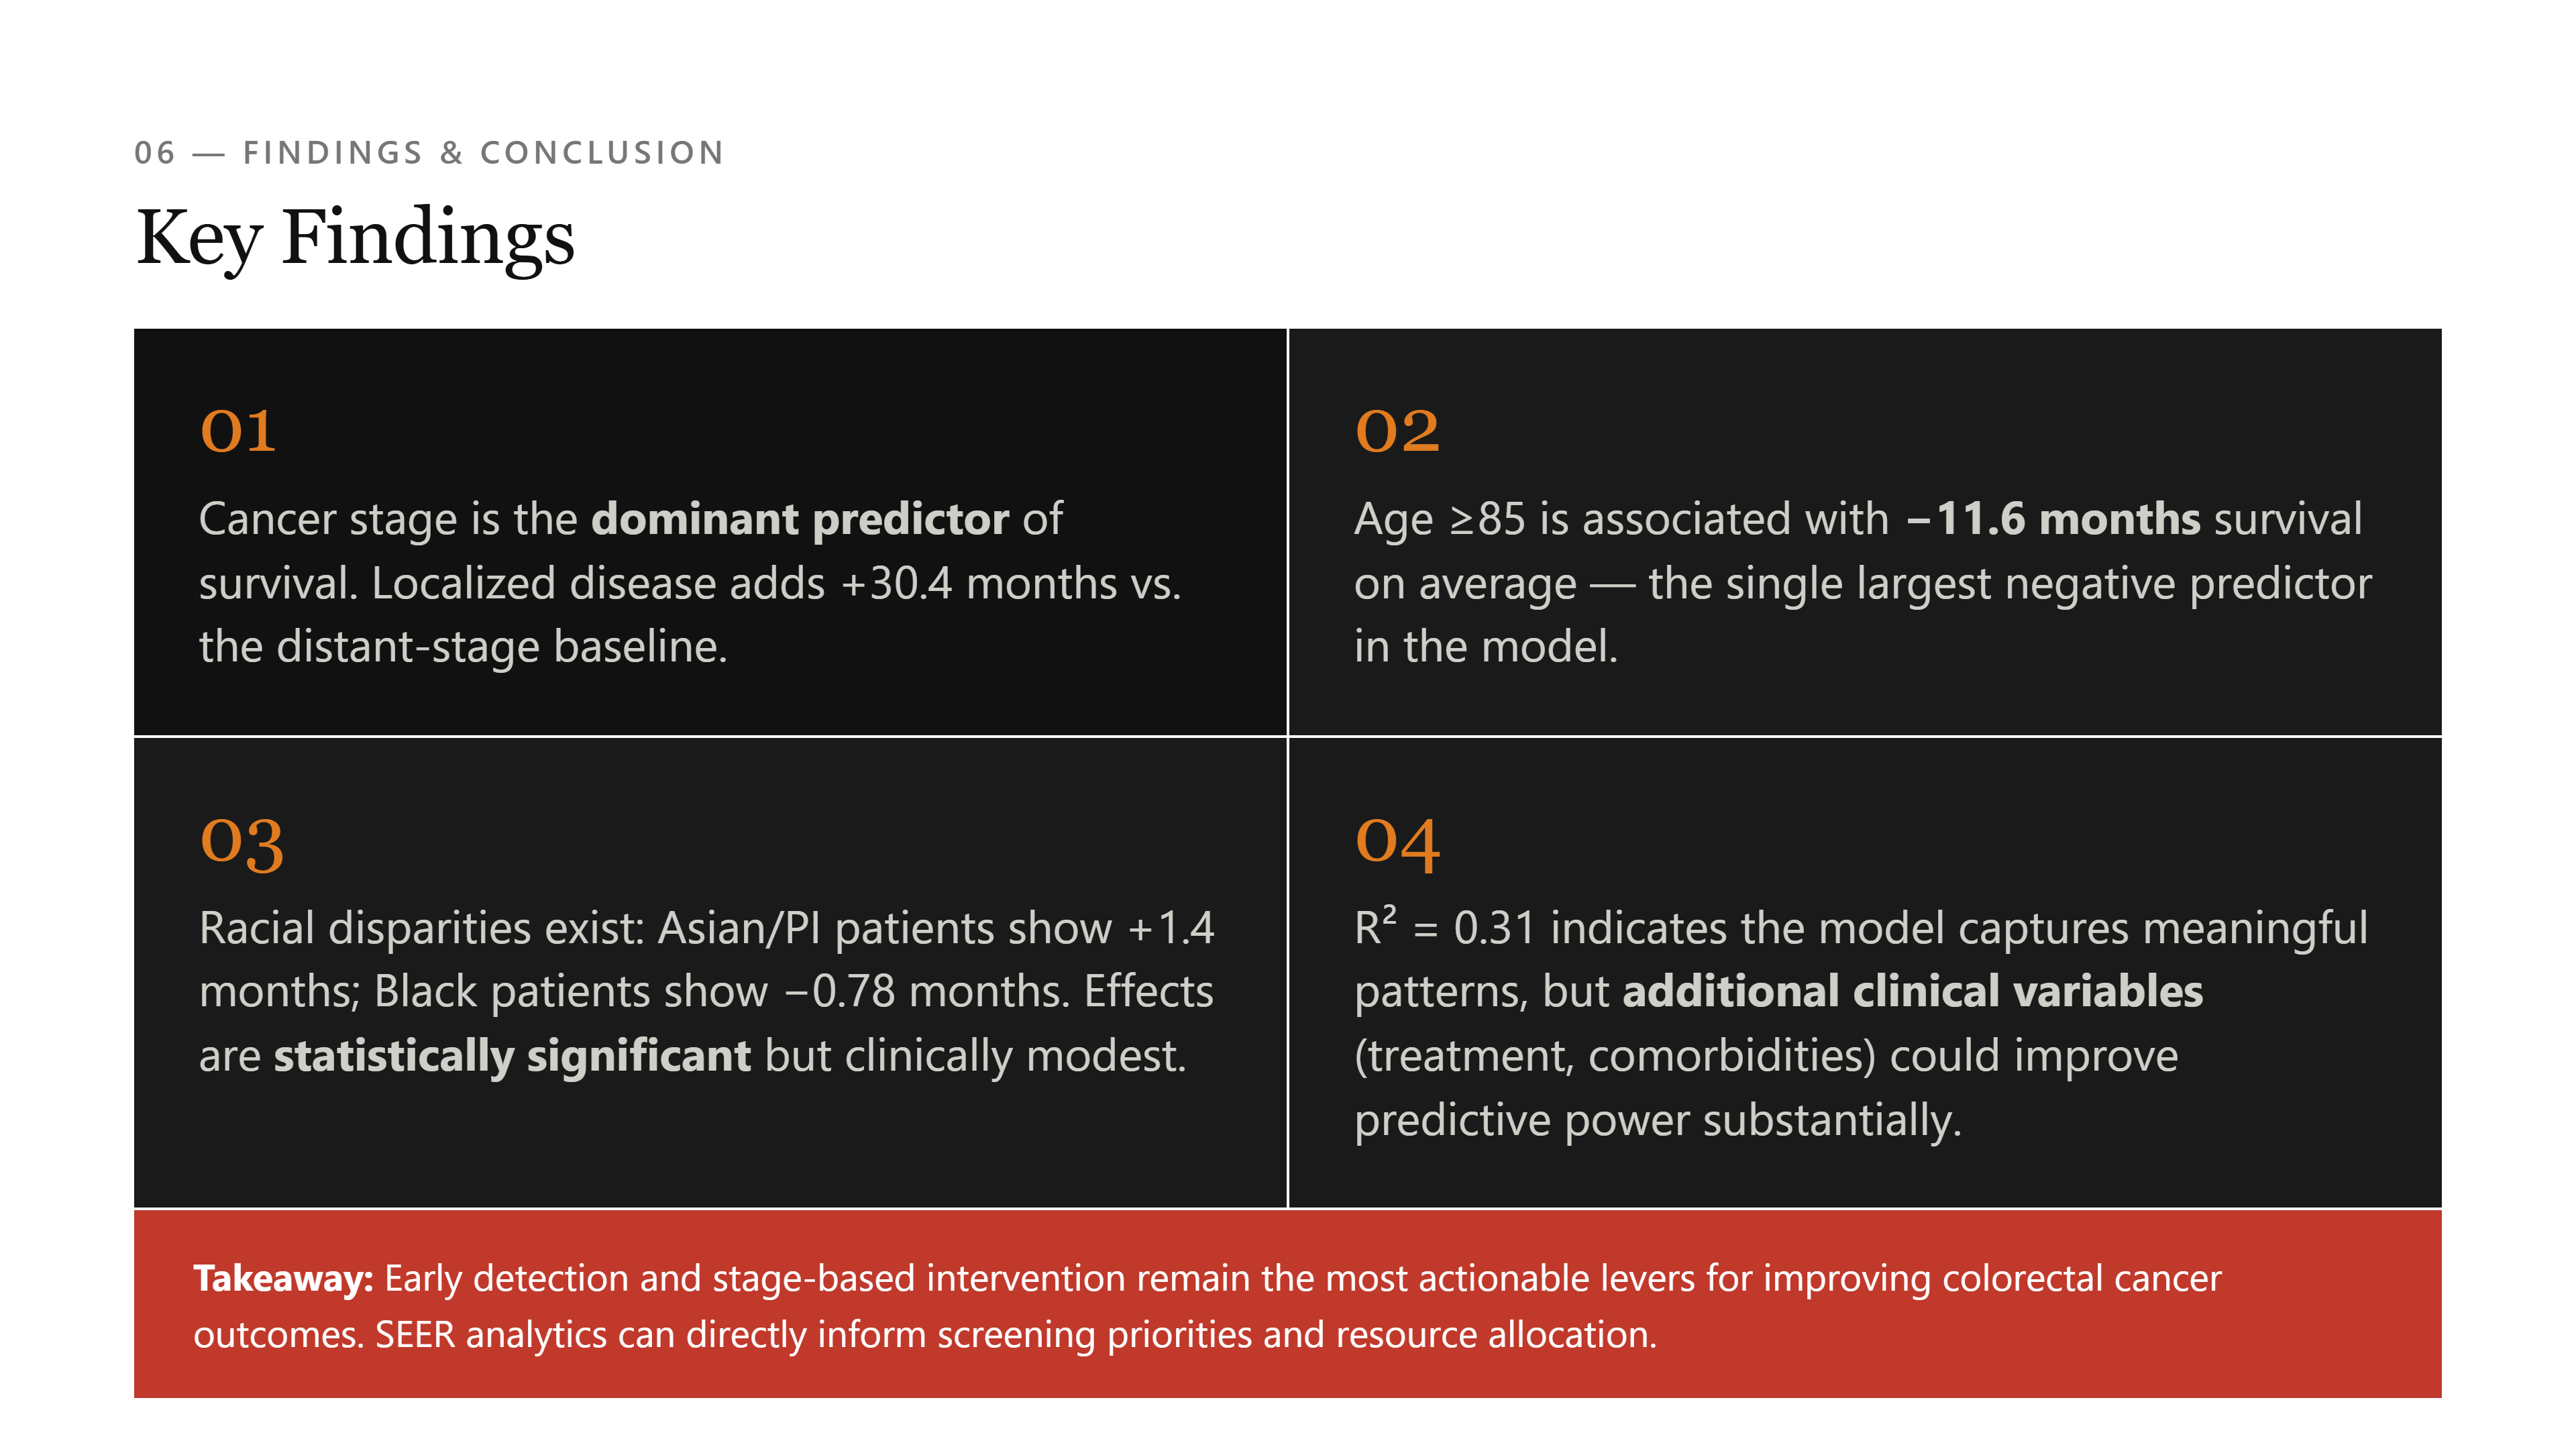 06 — FINDINGS & CONCLUSION
Key Findings
01
Cancer stage is the dominant predictor of
survival. Localized disease adds +30.4 months vs.
the distant-stage baseline.
02
Age ≥85 is associated with −11.6 months survival
on average — the single largest negative predictor
in the model.
03
Racial disparities exist: Asian/PI patients show +1.4
months; Black patients show −0.78 months. Effects
are statistically significant but clinically modest.
04
R² = 0.31 indicates the model captures meaningful
patterns, but additional clinical variables
(treatment, comorbidities) could improve
predictive power substantially.
Takeaway: Early detection and stage-based intervention remain the most actionable levers for improving colorectal cancer
outcomes. SEER analytics can directly inform screening priorities and resource allocation.